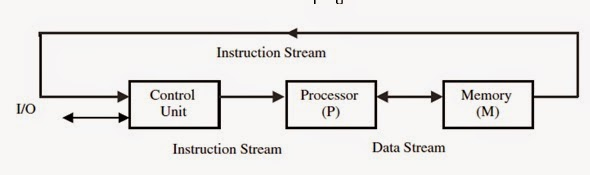 Instruction Stream
I/O
Control
Unit
Processor
(P)
Memory
(M)
Instruction Stream
Data Stream